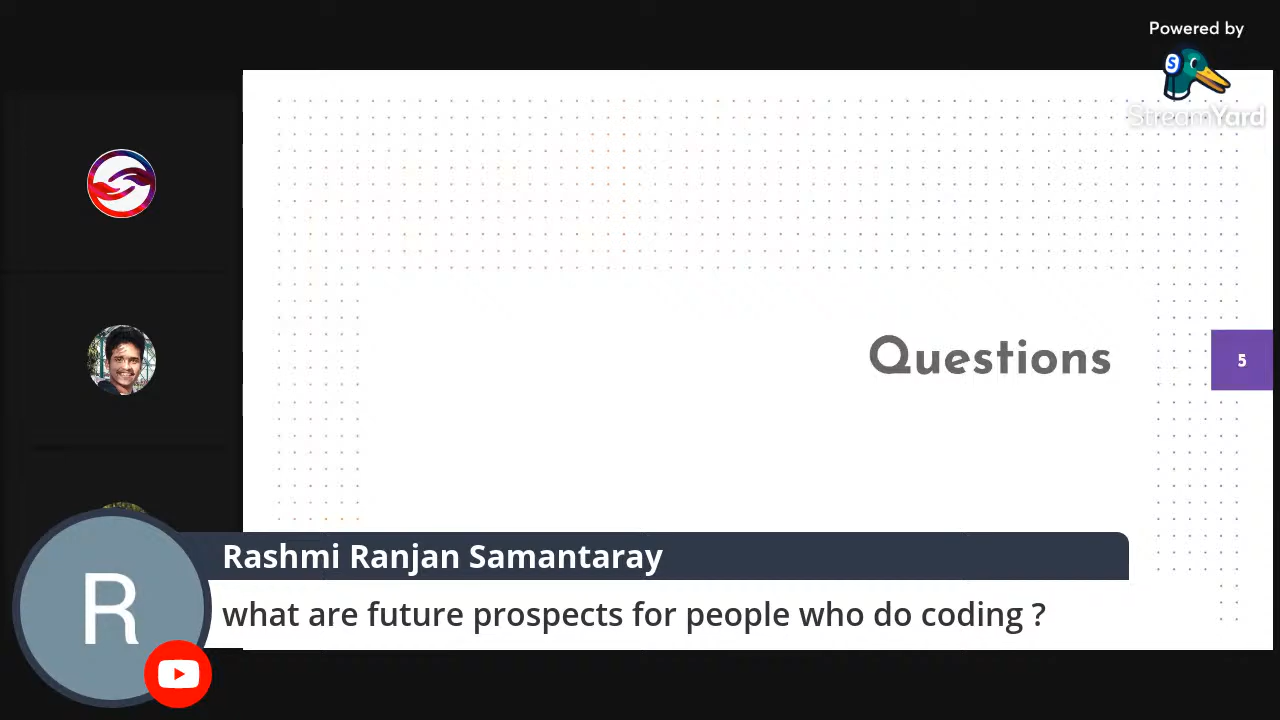 Powered by
S
StreamYard
Questions
5
Rashmi Ranjan Samantaray
R
what are future prospects for people who do coding ?